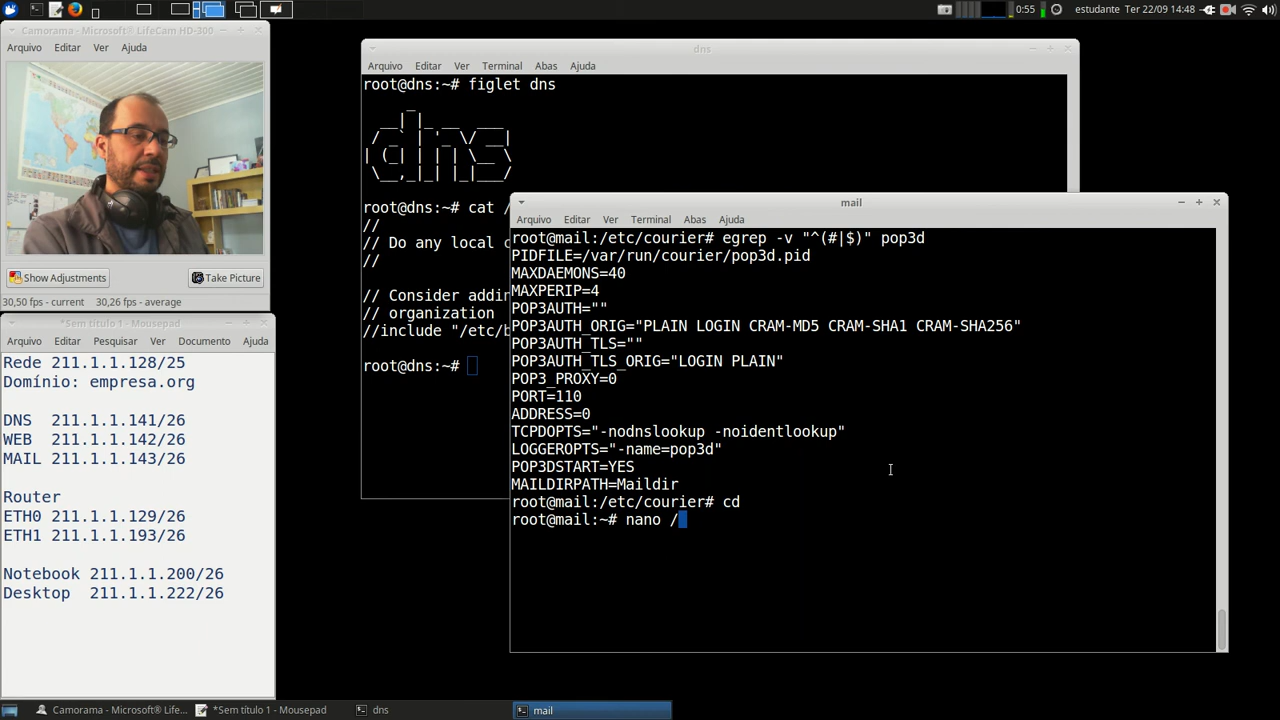 0:55 estudante Ter 22/09 14:48
Camorama - Microsoft® LifeCam HD-300
Arquivo Editar Ver Ajuda
Show Adjustments Take Picture
30,50 fps - current 30,26 fps - average
*Sem título 1 - Mousepad
Arquivo Editar Pesquisar Ver Documento Ajuda
Rede 211.1.1.128/25
Domínio: empresa.org
DNS 211.1.1.141/26
WEB 211.1.1.142/26
MAIL 211.1.1.143/26
Router
ETH0 211.1.1.129/26
ETH1 211.1.1.193/26
Notebook 211.1.1.200/26
Desktop 211.1.1.222/26
dns
Arquivo Editar Ver Terminal Abas Ajuda
root@dns:~# figlet dns
dns
root@dns:~# cat /
//
// Do any local c
//
// Consider addin
// organization
//include "/etc/b
root@dns:~#
mail
Arquivo Editar Ver Terminal Abas Ajuda
root@mail:/etc/courier# egrep -v "^(#|$)" pop3d
PIDFILE=/var/run/courier/pop3d.pid
MAXDAEMONS=40
MAXPERIP=4
POP3AUTH=""
POP3AUTH_ORIG="PLAIN LOGIN CRAM-MD5 CRAM-SHA1 CRAM-SHA256"
POP3AUTH_TLS=""
POP3AUTH_TLS_ORIG="LOGIN PLAIN"
POP3_PROXY=0
PORT=110
ADDRESS=0
TCPDOPTS="-nodnslookup -noidentlookup"
LOGGEROPTS="-name=pop3d"
POP3DSTART=YES
MAILDIRPATH=Maildir
root@mail:/etc/courier# cd
root@mail:~# nano /
Camorama - Microsoft® LifeC... *Sem título 1 - Mousepad dns mail